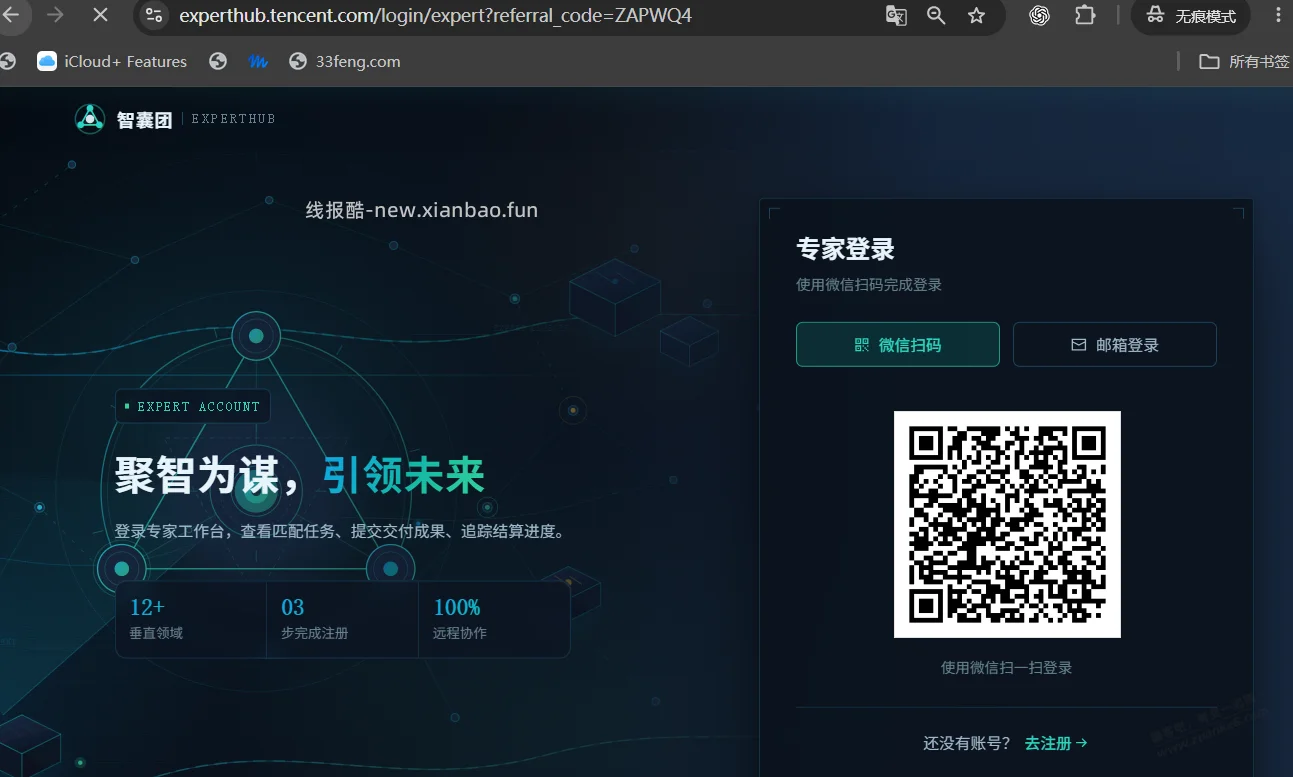 experthub.tencent.com/login/expert?referral_code=ZAPWQ4
无痕模式
iCloud+ Features
33feng.com
所有书签
智囊团 | EXPERTHUB
线报酷-new.xianbao.fun
专家登录
使用微信扫码完成登录
微信扫码
邮箱登录
EXPERT ACCOUNT
聚智为谋，引领未来
登录专家工作台，查看匹配任务、提交交付成果、追踪结算进度。
12+
垂直领域
03
步完成注册
100%
远程协作
使用微信扫一扫登录
还没有账号？ 去注册→